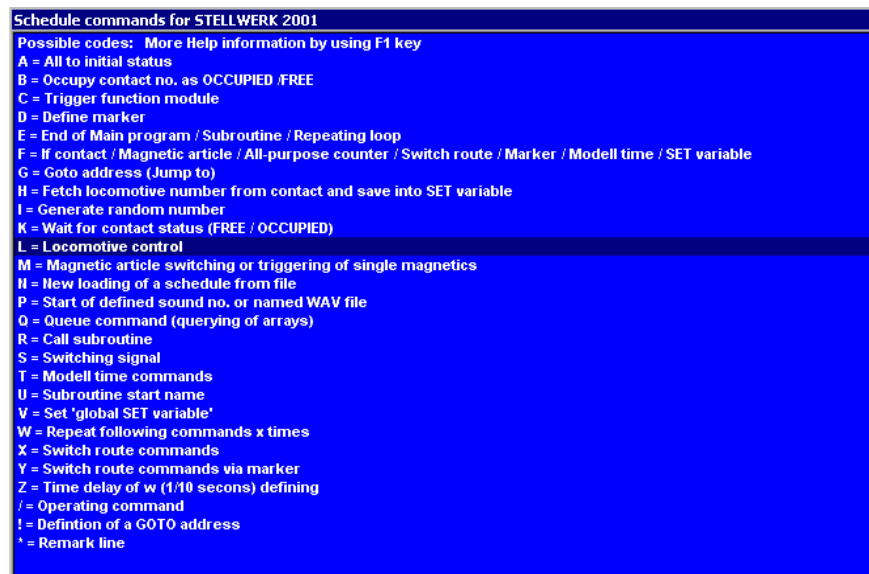 Schedule commands for STELLWERK 2001
Possible codes: More Help information by using F1 key
A = All to initial status
B = Occupy contact no. as OCCUPIED /FREE
C = Trigger function module
D = Define marker
E = End of Main program / Subroutine / Repeating loop
F = If contact / Magnetic article / All-purpose counter / Switch route / Marker / Modell time / SET variable
G = Goto address (Jump to)
H = Fetch locomotive number from contact and save into SET variable
I = Generate random number
K = Wait for contact status (FREE / OCCUPIED)
L = Locomotive control
M = Magnetic article switching or triggering of single magnetics
N = New loading of a schedule from file
P = Start of defined sound no. or named WAV file
Q = Queue command (querying of arrays)
R = Call subroutine
S = Switching signal
T = Modell time commands
U = Subroutine start name
V = Set 'global SET variable'
W = Repeat following commands x times
X = Switch route commands
Y = Switch route commands via marker
Z = Time delay of w (1/10 secons) defining
/ = Operating command
! = Defintion of a GOTO address
* = Remark line